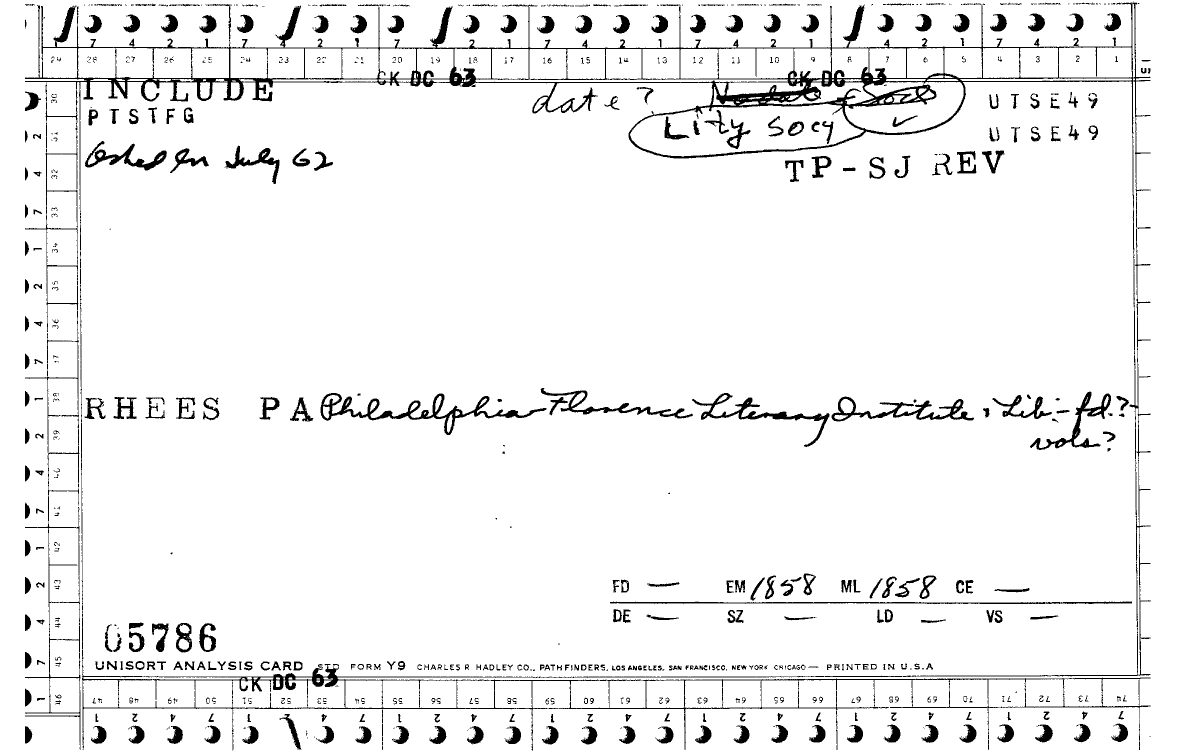 7 4 2 1 7 4 2 1 7 4 2 1 7 4 2 1 7 4 2 1 7 4 2 1 7 4 2 1
29 28 27 26 25 24 23 22 21 20 19 18 17 16 15 14 13 12 11 10 9 8 7 6 5 4 3 2 1
CK DC 63 CK DC 63
INCLUDE date? No date Socs UTSE49
PTSTFG Lity Socy UTSE49
July 62 TP-SJ REV
RHEES PA Philadelphia-Florence Literary Institute, Lib.-fd.?-
vols?
FD — EM 1858 ML 1858 CE —
DE — SZ — LD — VS —
05786
UNISORT ANALYSIS CARD STD FORM Y9 CHARLES R HADLEY CO., PATHFINDERS, LOS ANGELES, SAN FRANCISCO, NEW YORK CHICAGO — PRINTED IN U.S.A
CK DC 63
47 48 49 50 51 52 53 54 55 56 57 58 59 60 61 62 63 64 65 66 67 68 69 70 71 72 73 74
1 2 4 7 1 2 4 7 1 2 4 7 1 2 4 7 1 2 4 7 1 2 4 7 1 2 4 7